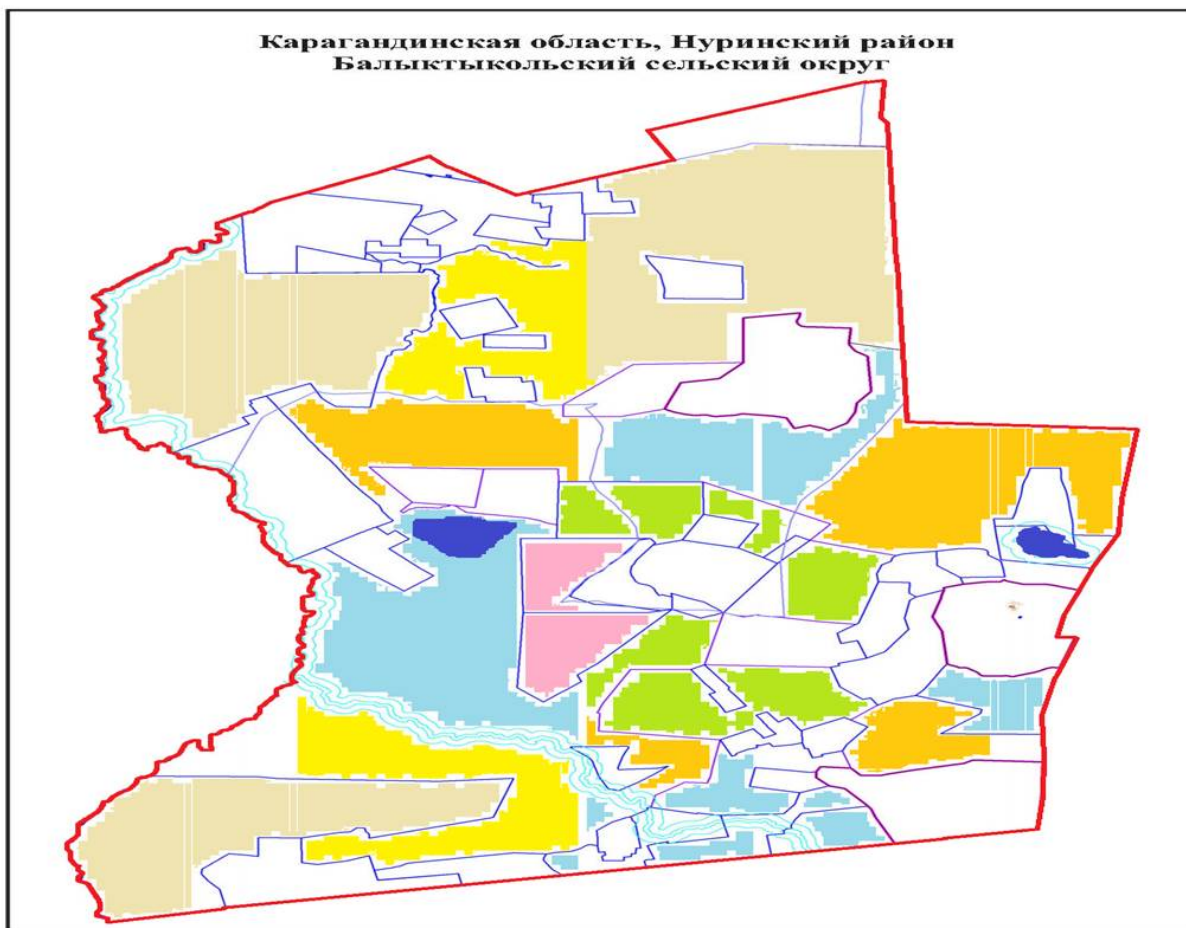 Карагандинская область, Нуринский район
Балыктыкольский сельский округ